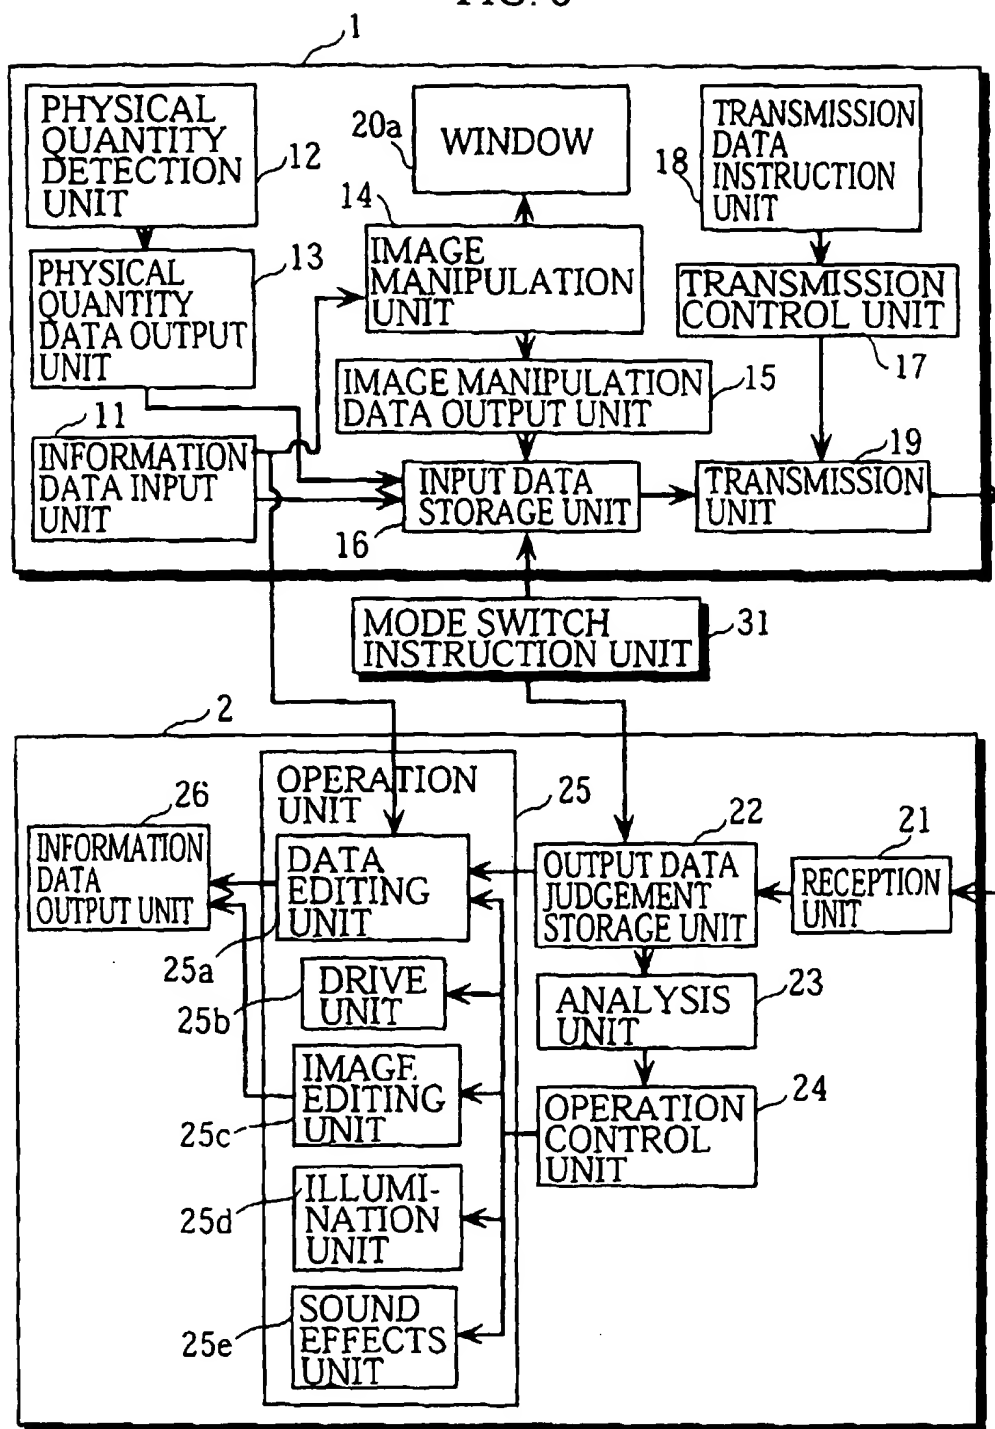 1
PHYSICAL
QUANTITY
DETECTION
UNIT
12
20a
WINDOW
18
TRANSMISSION
DATA
INSTRUCTION
UNIT
PHYSICAL
QUANTITY
DATA OUTPUT
UNIT
13
14
IMAGE
MANIPULATION
UNIT
TRANSMISSION
CONTROL UNIT
17
IMAGE MANIPULATION
DATA OUTPUT UNIT
15
11
INFORMATION
DATA INPUT
UNIT
INPUT DATA
STORAGE UNIT
16
19
TRANSMISSION
UNIT
MODE SWITCH
INSTRUCTION UNIT
31
2
26
INFORMATION
DATA
OUTPUT UNIT
OPERATION
UNIT
25
DATA
EDITING
UNIT
25a
22
OUTPUT DATA
JUDGEMENT
STORAGE UNIT
21
RECEPTION
UNIT
DRIVE
UNIT
25b
ANALYSIS
UNIT
23
IMAGE
EDITING
UNIT
25c
OPERATION
CONTROL
UNIT
24
ILLUMI-
NATION
UNIT
25d
SOUND
EFFECTS
UNIT
25e